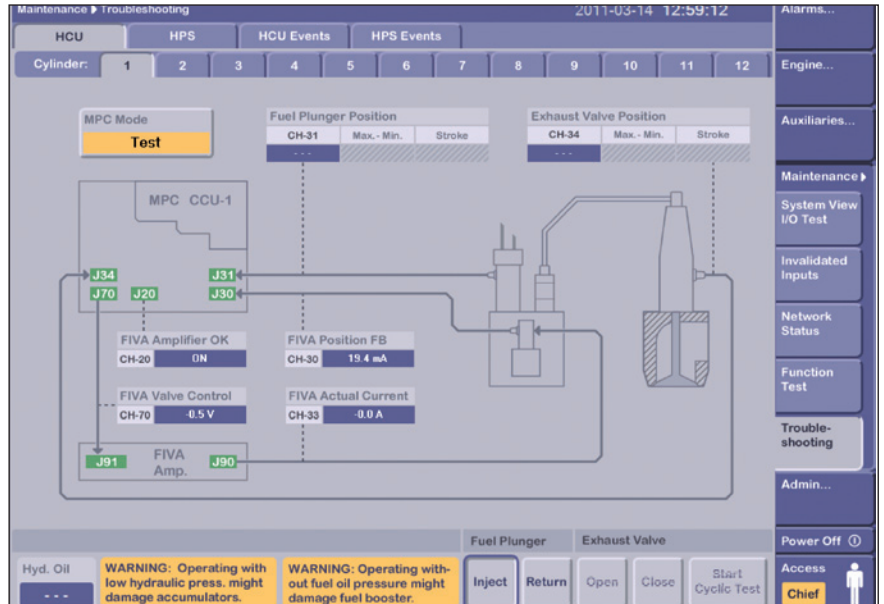 Maintenance ▶ Troubleshooting
2011-03-14 12:59:12
HCU
HPS
HCU Events
HPS Events
Cylinder:
1
2
3
4
5
6
7
8
9
10
11
12
MPC Mode
Test
Fuel Plunger Position
CH-31
Max.- Min.
Stroke
- - -
Exhaust Valve Position
CH-34
Max.- Min.
Stroke
- - -
MPC CCU-1
J34
J31
J70
J20
J30
FIVA Amplifier OK
CH-20
ON
FIVA Position FB
CH-30
19.4 mA
FIVA Valve Control
CH-70
-0.5 V
FIVA Actual Current
CH-33
-0.0 A
J91
FIVA
Amp.
J90
Fuel Plunger
Exhaust Valve
Hyd. Oil
- - -
WARNING: Operating with
low hydraulic press. might
damage accumulators.
WARNING: Operating with-
out fuel oil pressure might
damage fuel booster.
Inject
Return
Open
Close
Start
Cyclic Test
Alarms...
Engine...
Auxiliaries...
Maintenance ▶
System View
I/O Test
Invalidated
Inputs
Network
Status
Function
Test
Trouble-
shooting
Admin...
Power Off
Access
Chief